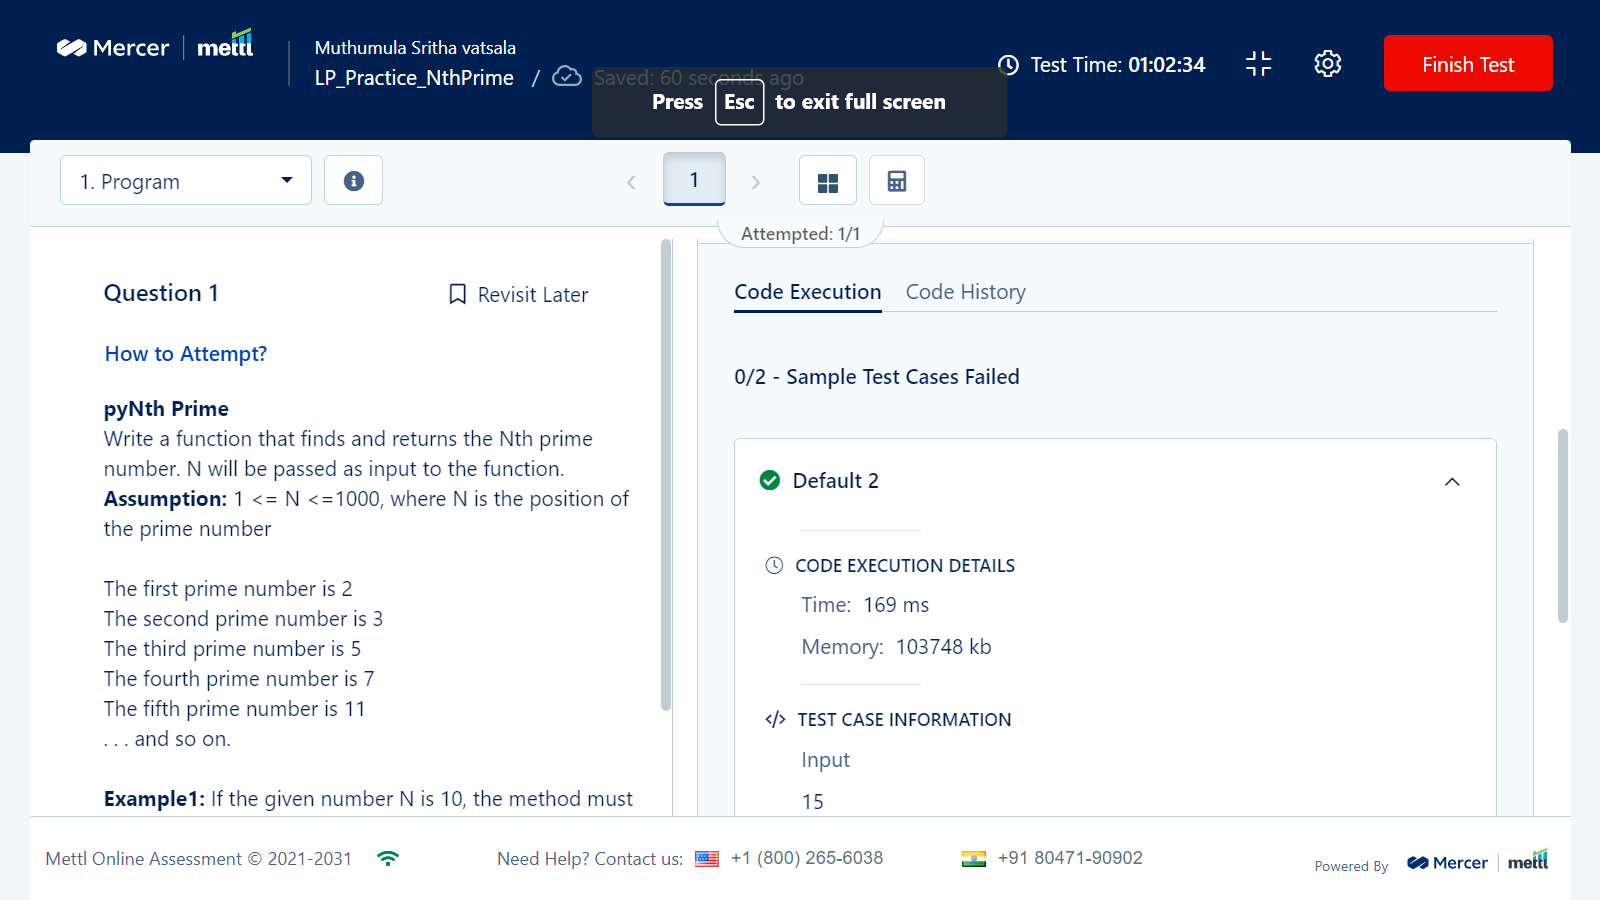 Mercer | mettl
Muthumula Sritha vatsala
LP_Practice_NthPrime / Saved: 60 seconds ago
Press Esc to exit full screen
Test Time: 01:02:34
Finish Test
1. Program
1
Attempted: 1/1
Question 1
Revisit Later
How to Attempt?
pyNth Prime
Write a function that finds and returns the Nth prime
number. N will be passed as input to the function.
Assumption: 1 <= N <=1000, where N is the position of
the prime number
The first prime number is 2
The second prime number is 3
The third prime number is 5
The fourth prime number is 7
The fifth prime number is 11
. . . and so on.
Example1: If the given number N is 10, the method must
Code Execution Code History
0/2 - Sample Test Cases Failed
Default 2
CODE EXECUTION DETAILS
Time: 169 ms
Memory: 103748 kb
</> TEST CASE INFORMATION
Input
15
Mettl Online Assessment © 2021-2031
Need Help? Contact us: +1 (800) 265-6038
+91 80471-90902
Powered By Mercer | mettl